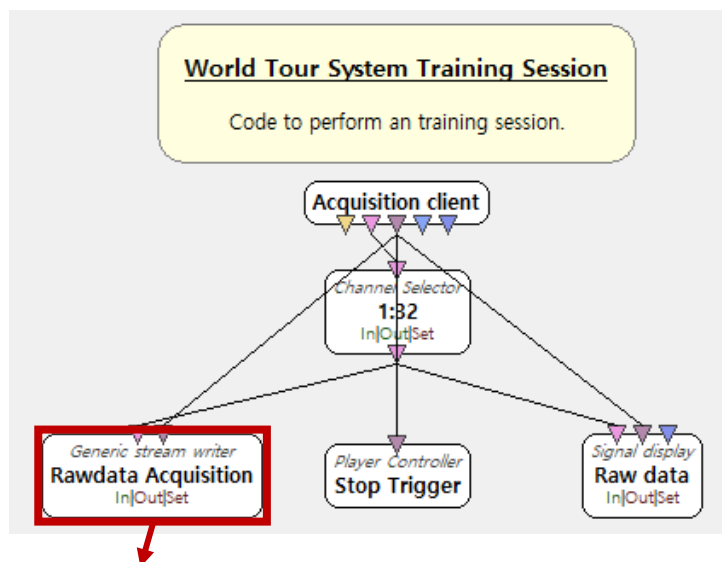 World Tour System Training Session
Code to perform an training session.
Acquisition client
Channel Selector
1:32
In|Out|Set
Generic stream writer
Rawdata Acquisition
In|Out|Set
Player Controller
Stop Trigger
Signal display
Raw data
In|Out|Set